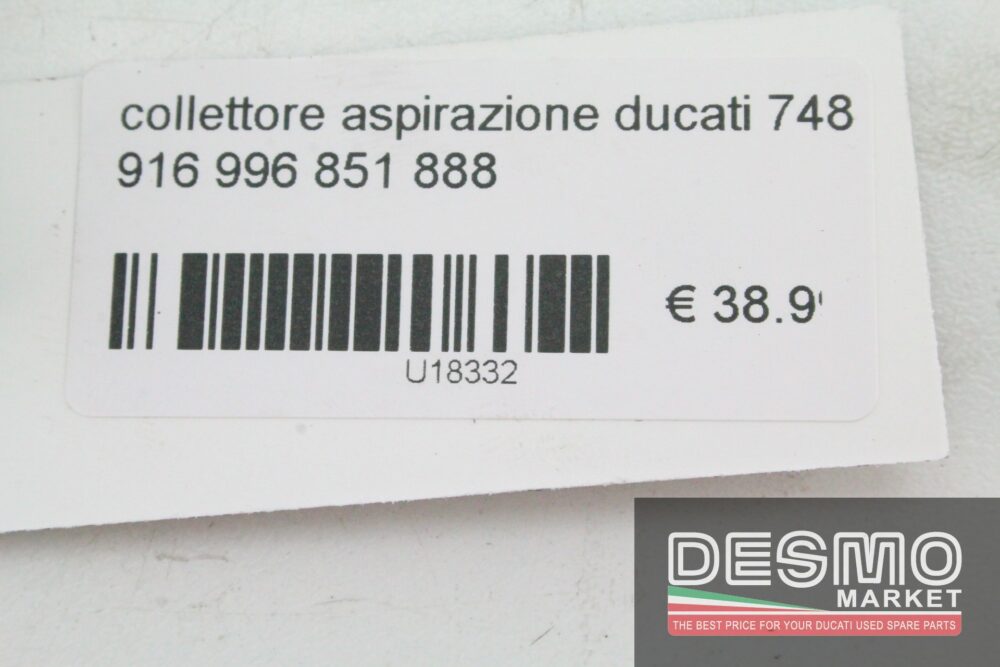 collettore aspirazione ducati 748
916 996 851 888
€ 38.9
U18332
DESMO
MARKET
THE BEST PRICE FOR YOUR DUCATI USED SPARE PARTS